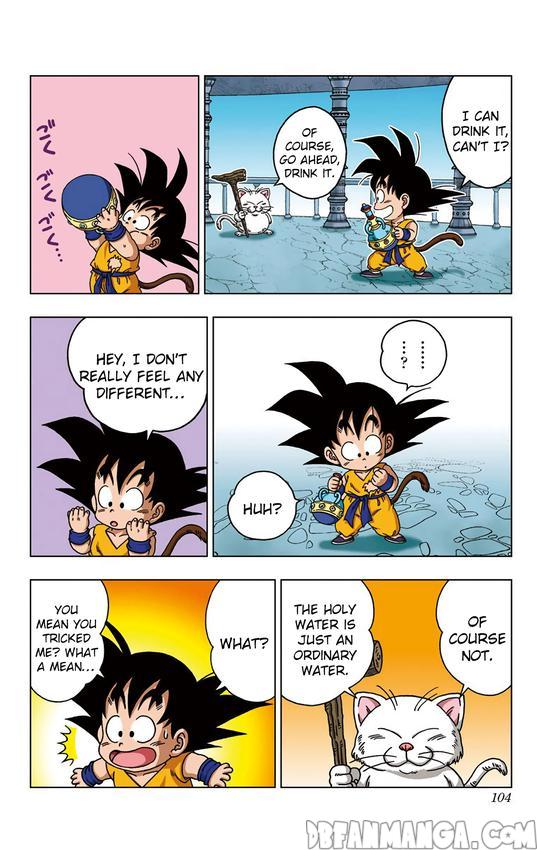 I CAN
DRINK IT,
CAN'T I?
OF
COURSE,
GO AHEAD,
DRINK IT.
ごく
ごく
ごく...
......
?
HUH?
HEY, I DON'T
REALLY FEEL ANY
DIFFERENT...
OF
COURSE
NOT.
THE HOLY
WATER IS
JUST AN
ORDINARY
WATER.
WHAT?
YOU
MEAN YOU
TRICKED
ME? WHAT
A MEAN...
104
DBFANMANGA.COM